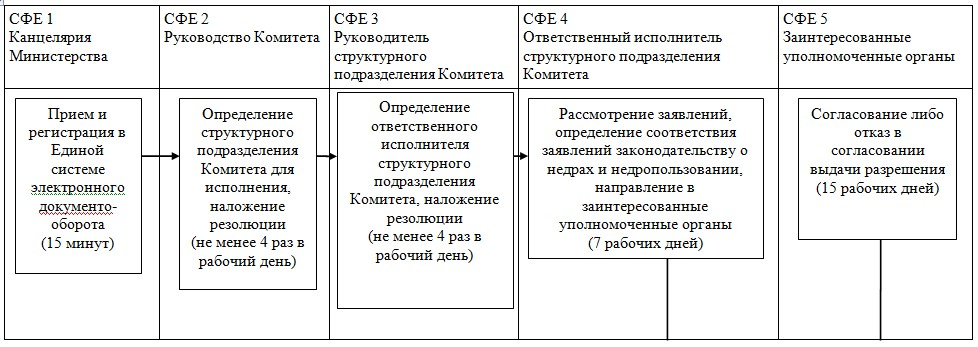 СФЕ 1
Канцелярия
Министерства
СФЕ 2
Руководство Комитета
СФЕ 3
Руководитель
структурного
подразделения Комитета
СФЕ 4
Ответственный исполнитель
структурного подразделения
Комитета
СФЕ 5
Заинтересованные
уполномоченные органы
Прием и
регистрация в
Единой
системе
электронного
документо-
оборота
(15 минут)
Определение
структурного
подразделения
Комитета для
исполнения,
наложение
резолюции
(не менее 4 раз в
рабочий день)
Определение
ответственного
исполнителя
структурного
подразделения
Комитета, наложение
резолюции
(не менее 4 раз в
рабочий день)
Рассмотрение заявлений,
определение соответствия
заявлений законодательству о
недрах и недропользовании,
направление в
заинтересованные
уполномоченные органы
(7 рабочих дней)
Согласование либо
отказ в
согласовании
выдачи разрешения
(15 рабочих дней)